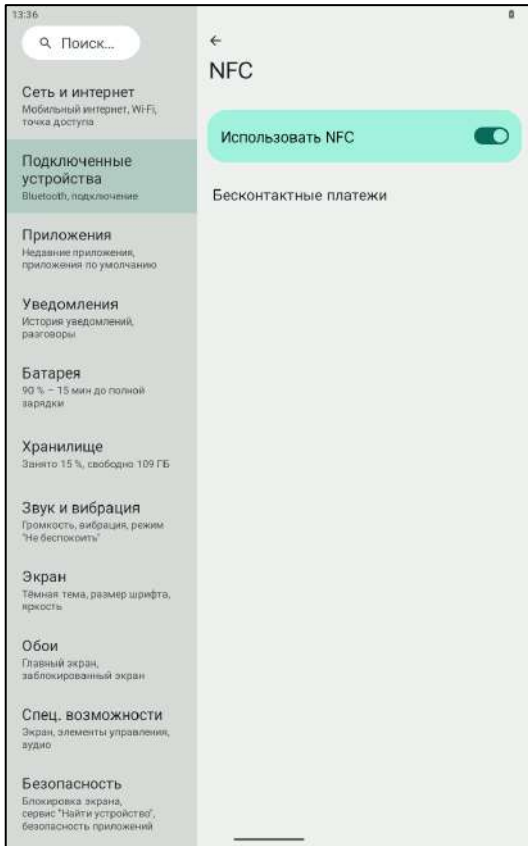 13:36
Поиск...
Сеть и интернет
Мобильный интернет, Wi-Fi,
точка доступа
Подключенные
устройства
Bluetooth, подключение
Приложения
Недавние приложения,
приложения по умолчанию
Уведомления
История уведомлений,
разговоры
Батарея
90 % – 15 мин до полной
зарядки
Хранилище
Занято 15 %, свободно 109 ГБ
Звук и вибрация
Громкость, вибрация, режим
"Не беспокоить"
Экран
Тёмная тема, размер шрифта,
яркость
Обои
Главный экран,
заблокированный экран
Спец. возможности
Экран, элементы управления,
аудио
Безопасность
Блокировка экрана,
сервис "Найти устройство",
безопасность приложений
NFC
Использовать NFC
Бесконтактные платежи